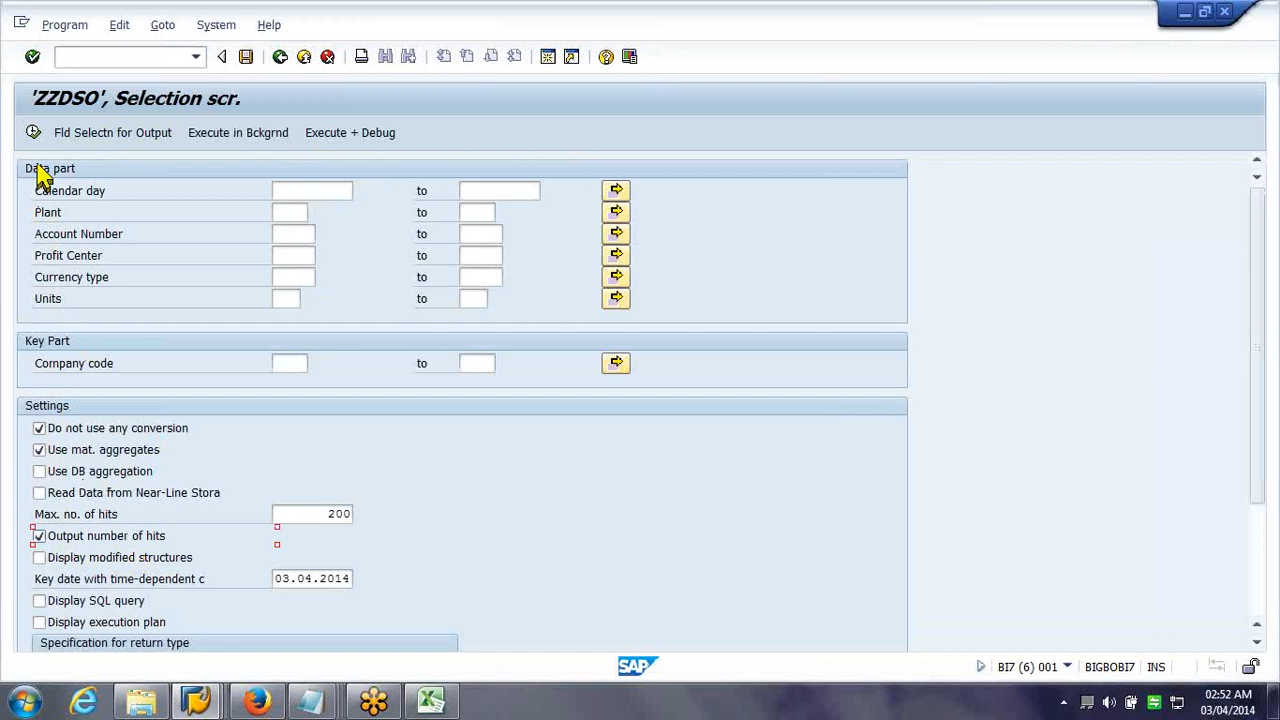 Program Edit Goto System Help
'ZZDSO', Selection scr.
Fld Selectn for Output Execute in Bckgrnd Execute + Debug
Data part
Calendar day to
Plant to
Account Number to
Profit Center to
Currency type to
Units to
Key Part
Company code to
Settings
Do not use any conversion
Use mat. aggregates
Use DB aggregation
Read Data from Near-Line Stora
Max. no. of hits 200
Output number of hits
Display modified structures
Key date with time-dependent c 03.04.2014
Display SQL query
Display execution plan
Specification for return type
SAP BI7 (6) 001 BIGBOBI7 INS
02:52 AM
03/04/2014